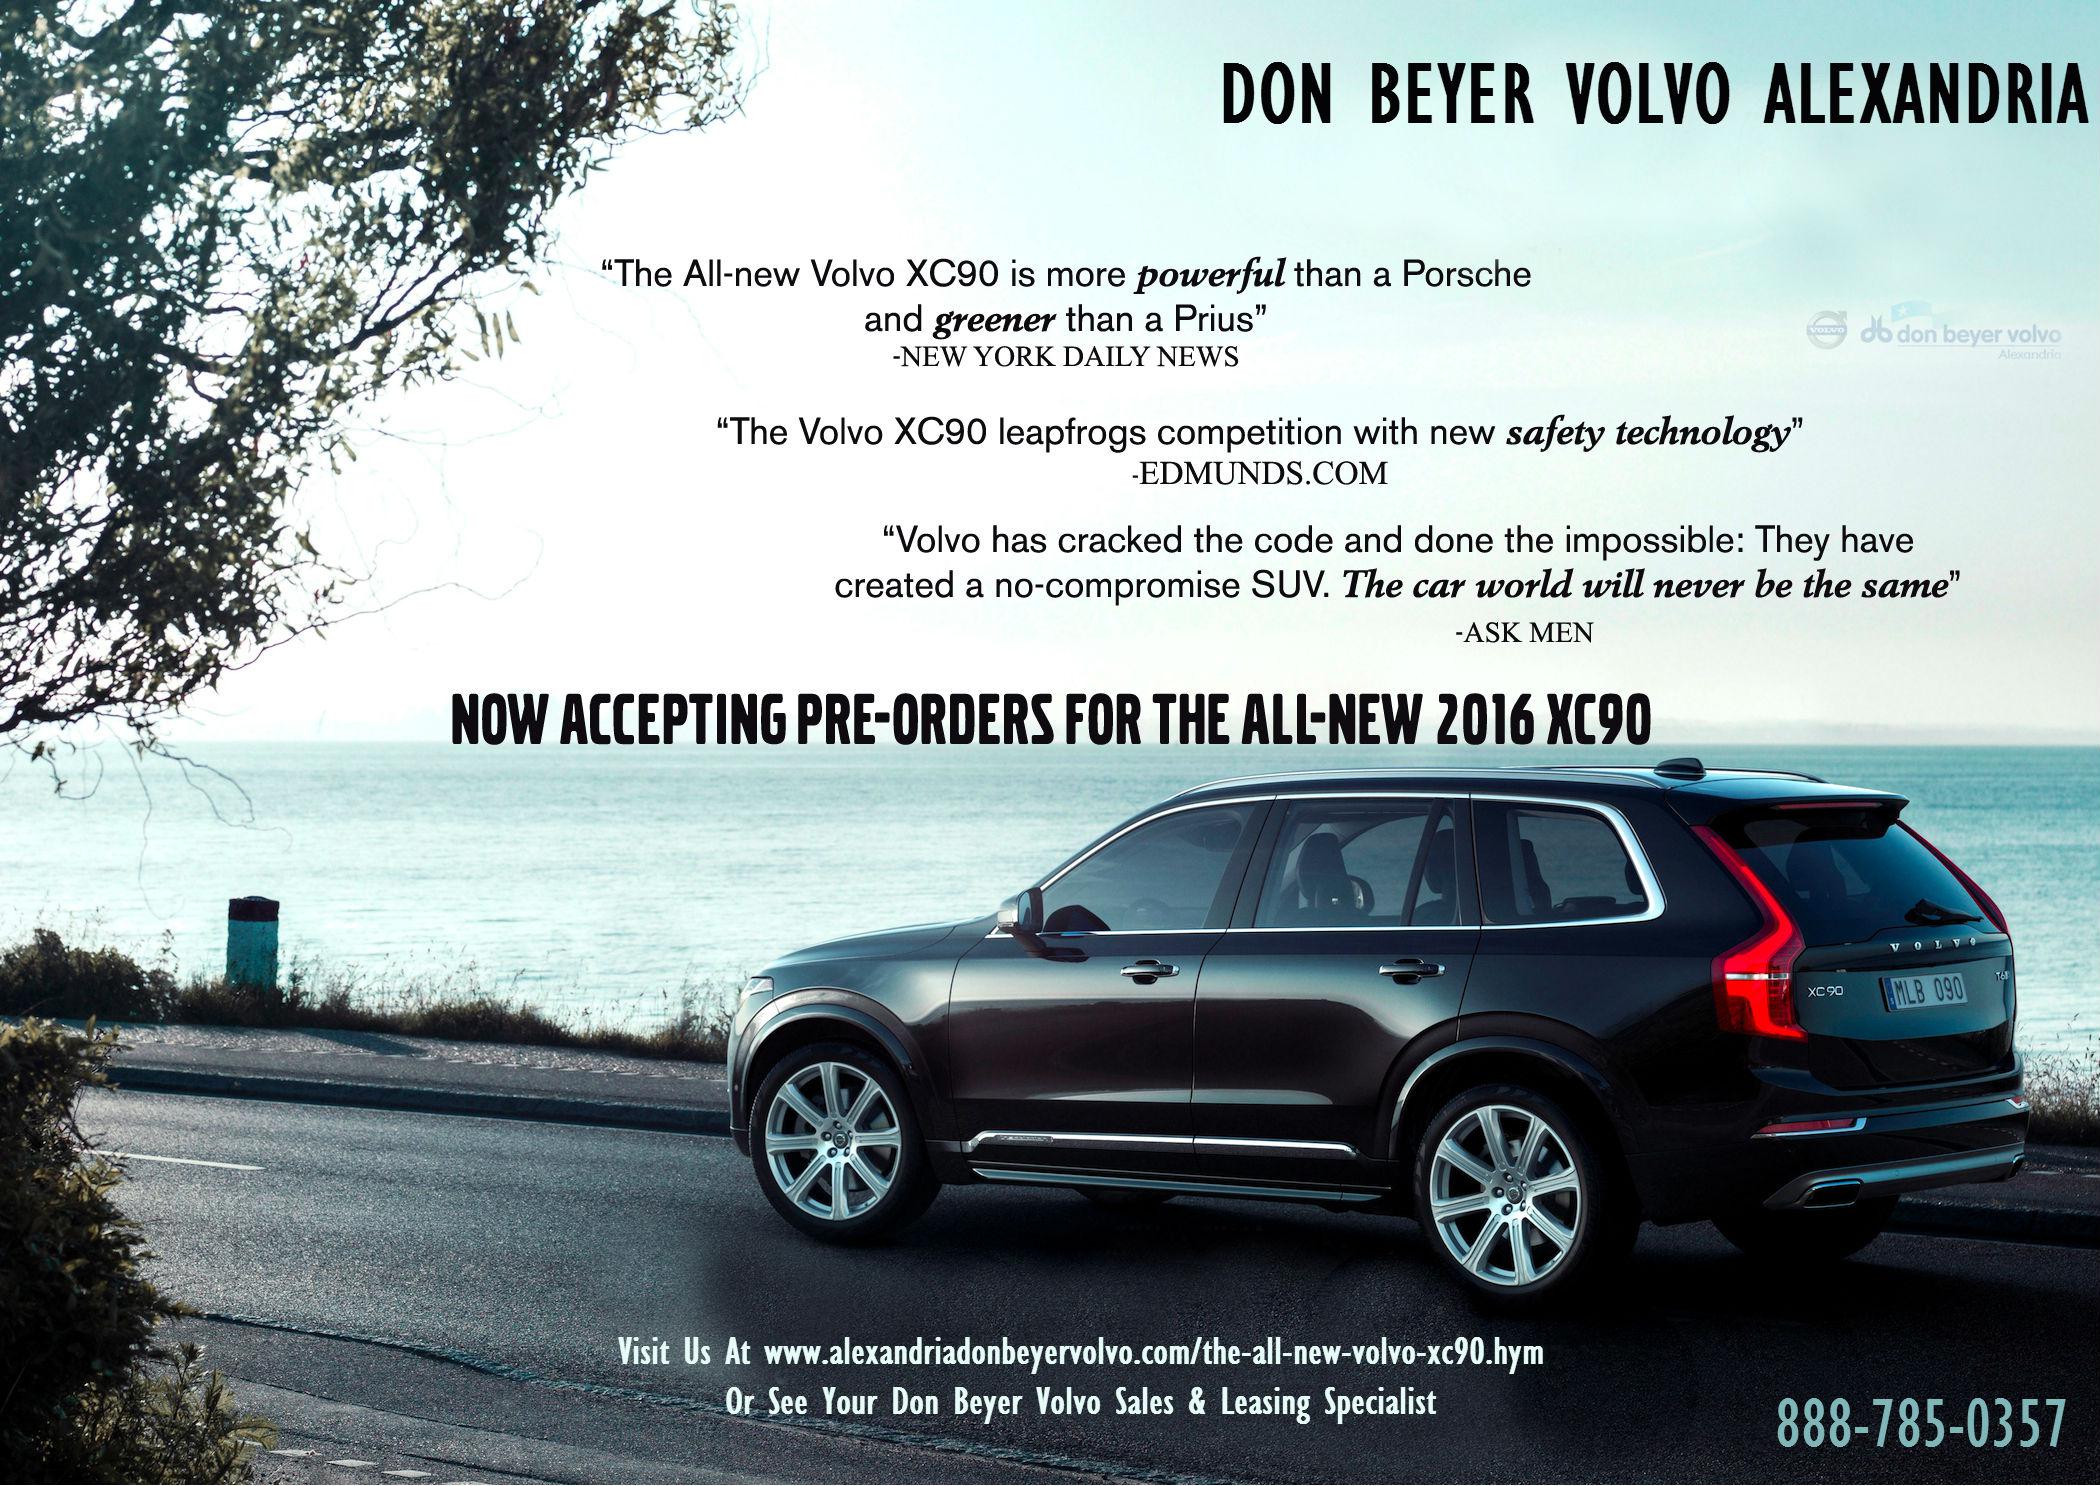 DON BEYER VOLVO ALEXANDRIA
“The All-new Volvo XC90 is more powerful than a Porsche
and greener than a Prius”
-NEW YORK DAILY NEWS
VOLVO don beyer volvo
Alexandria
“The Volvo XC90 leapfrogs competition with new safety technology”
-EDMUNDS.COM
“Volvo has cracked the code and done the impossible: They have
created a no-compromise SUV. The car world will never be the same”
-ASK MEN
NOW ACCEPTING PRE-ORDERS FOR THE ALL-NEW 2016 XC90
VOLVO
XC90 MLB 090 T6
Visit Us At www.alexandriadonbeyervolvo.com/the-all-new-volvo-xc90.hym
Or See Your Don Beyer Volvo Sales & Leasing Specialist
888-785-0357